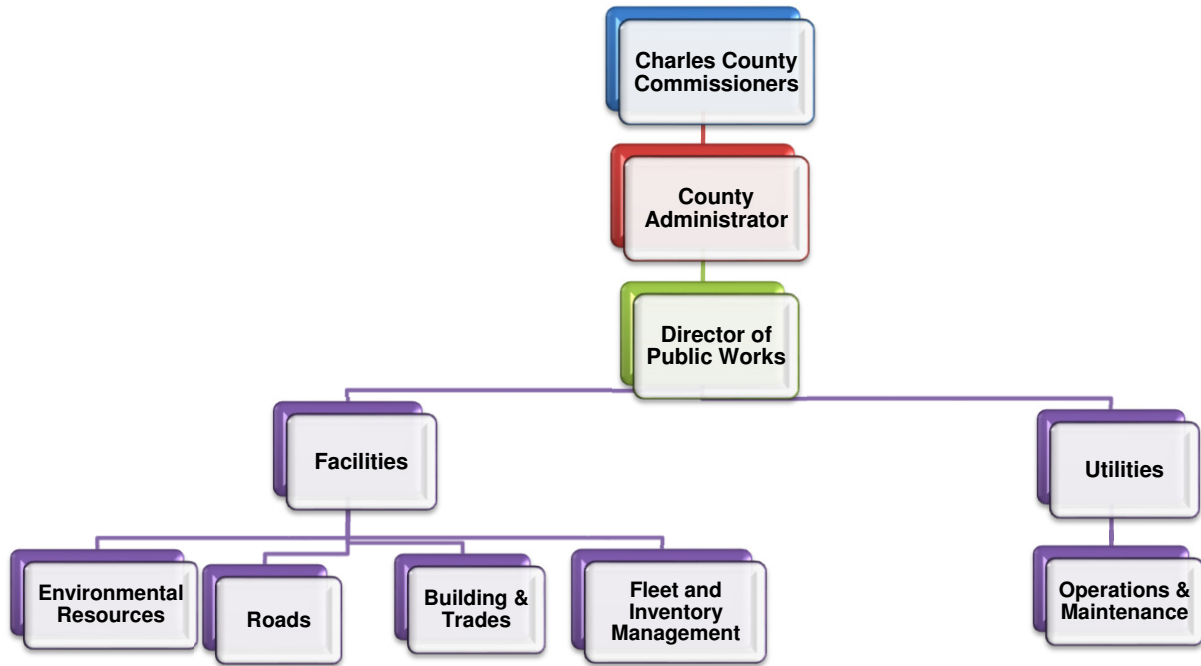 Charles County
Commissioners
County
Administrator
Director of
Public Works
Facilities
Utilities
Environmental
Resources
Roads
Building &
Trades
Fleet and
Inventory
Management
Operations &
Maintenance